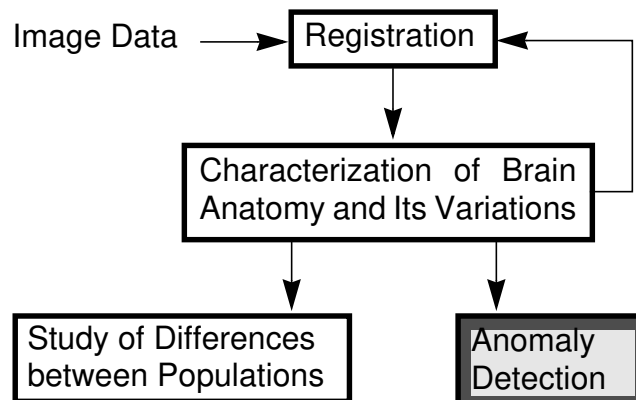 Image Data
Registration
Characterization of Brain
Anatomy and Its Variations
Study of Differences
between Populations
Anomaly
Detection